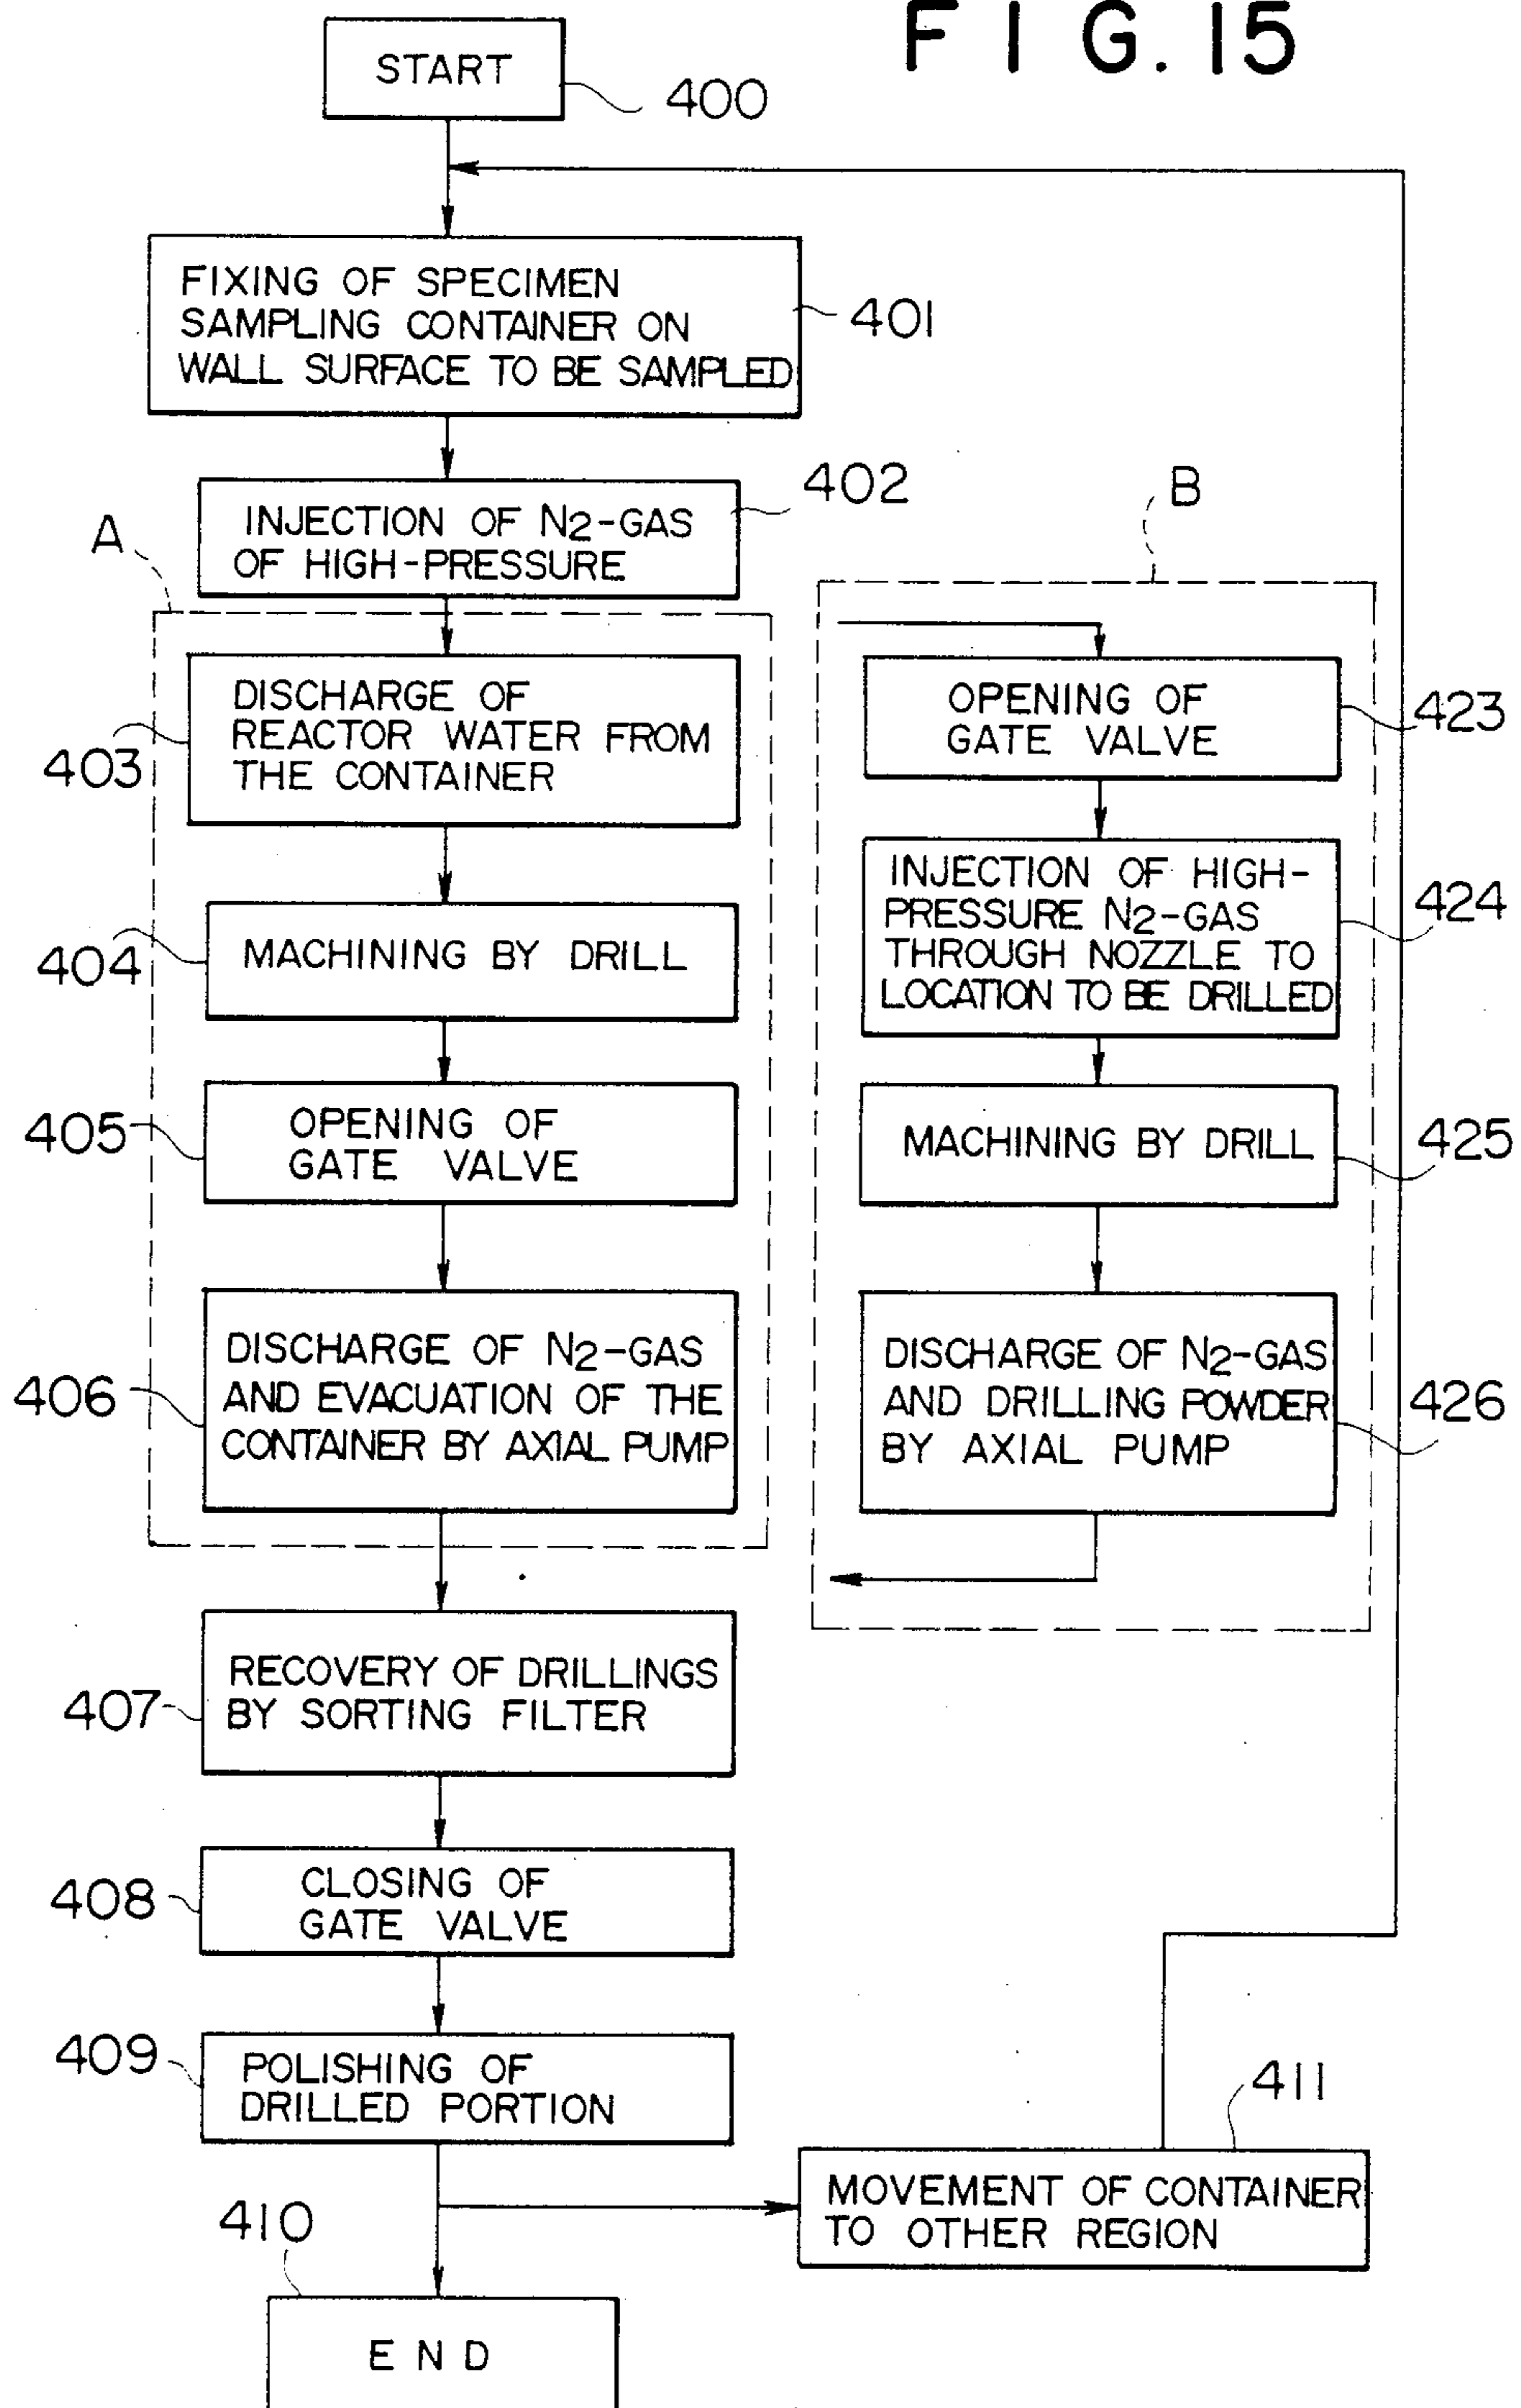 FIG. 15
START
400
FIXING OF SPECIMEN
SAMPLING CONTAINER ON
WALL SURFACE TO BE SAMPLED
401
402
INJECTION OF N2-GAS
OF HIGH-PRESSURE
A
DISCHARGE OF
REACTOR WATER FROM
THE CONTAINER
403
MACHINING BY DRILL
404
OPENING OF
GATE VALVE
405
DISCHARGE OF N2-GAS
AND EVACUATION OF THE
CONTAINER BY AXIAL PUMP
406
B
OPENING OF
GATE VALVE
423
INJECTION OF HIGH-
PRESSURE N2-GAS
THROUGH NOZZLE TO
LOCATION TO BE DRILLED
424
MACHINING BY DRILL
425
DISCHARGE OF N2-GAS
AND DRILLING POWDER
BY AXIAL PUMP
426
RECOVERY OF DRILLINGS
BY SORTING FILTER
407
CLOSING OF
GATE VALVE
408
POLISHING OF
DRILLED PORTION
409
411
MOVEMENT OF CONTAINER
TO OTHER REGION
410
END